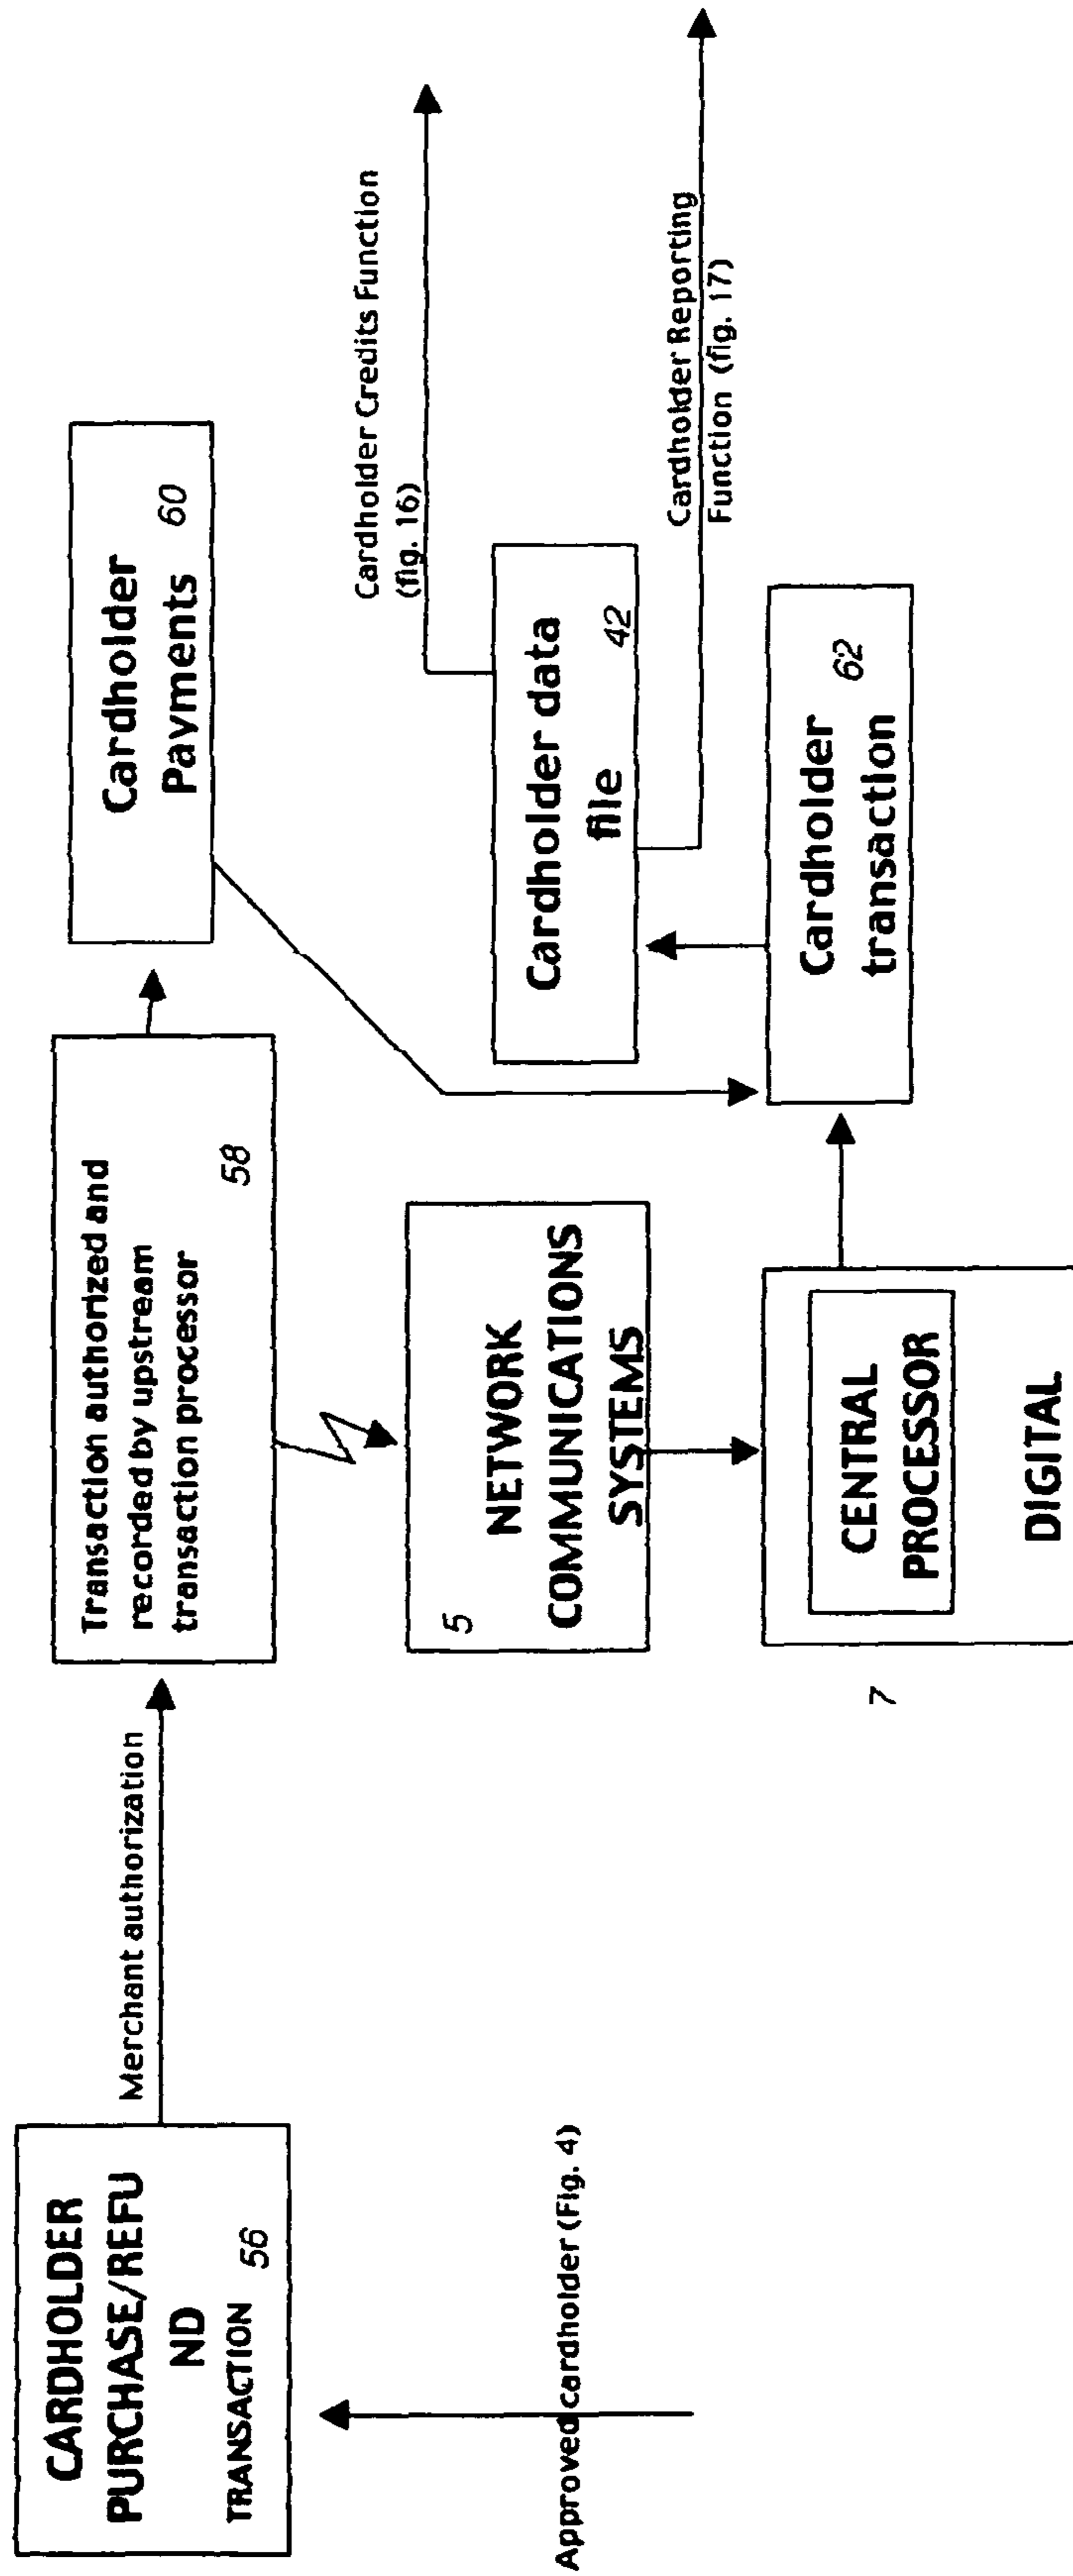 CARDHOLDER
PURCHASE/REFU
ND
TRANSACTION 56
Approved cardholder (Fig. 4)
Merchant authorization
Transaction authorized and
recorded by upstream
transaction processor
58
5
NETWORK
COMMUNICATIONS
SYSTEMS
7
CENTRAL
PROCESSOR
DIGITAL
Cardholder
Payments 60
Cardholder Credits Function
(fig. 16)
Cardholder data
file 42
Cardholder Reporting
Function (fig. 17)
Cardholder
transaction 62